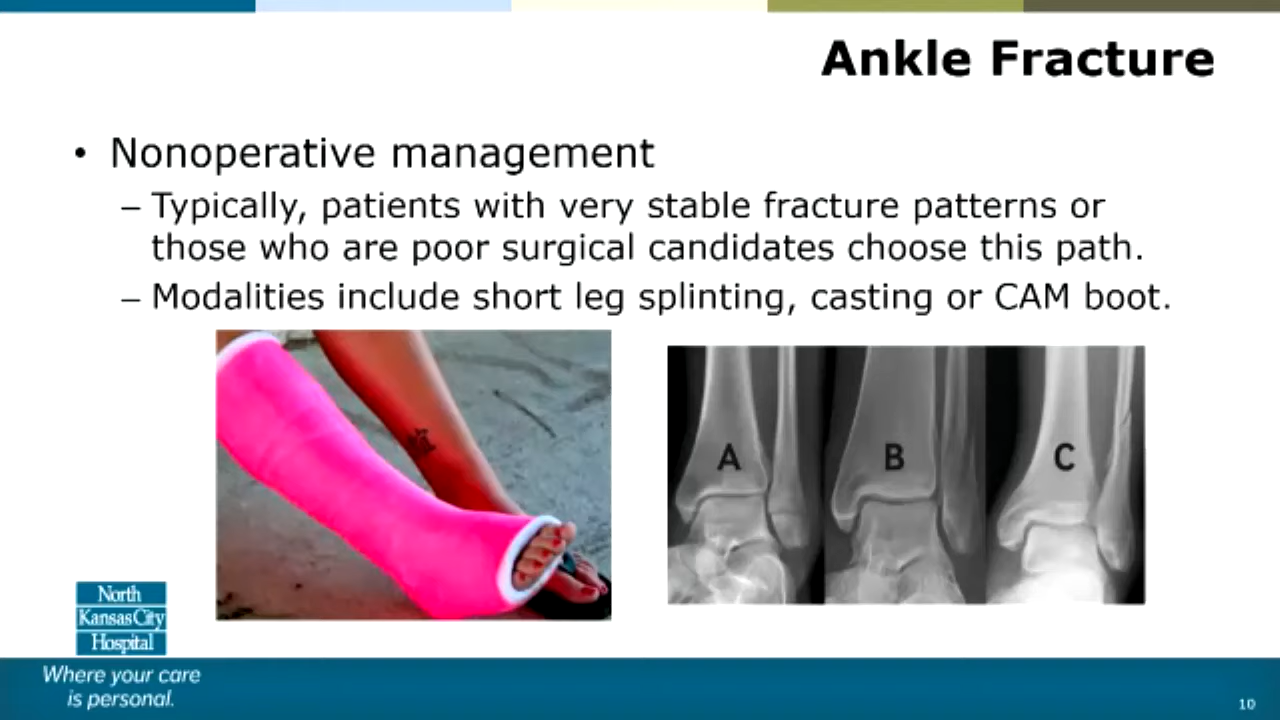 Ankle Fracture
• Nonoperative management
– Typically, patients with very stable fracture patterns or
those who are poor surgical candidates choose this path.
– Modalities include short leg splinting, casting or CAM boot.
A B C
North
KansasCity
Hospital
Where your care
is personal.
10